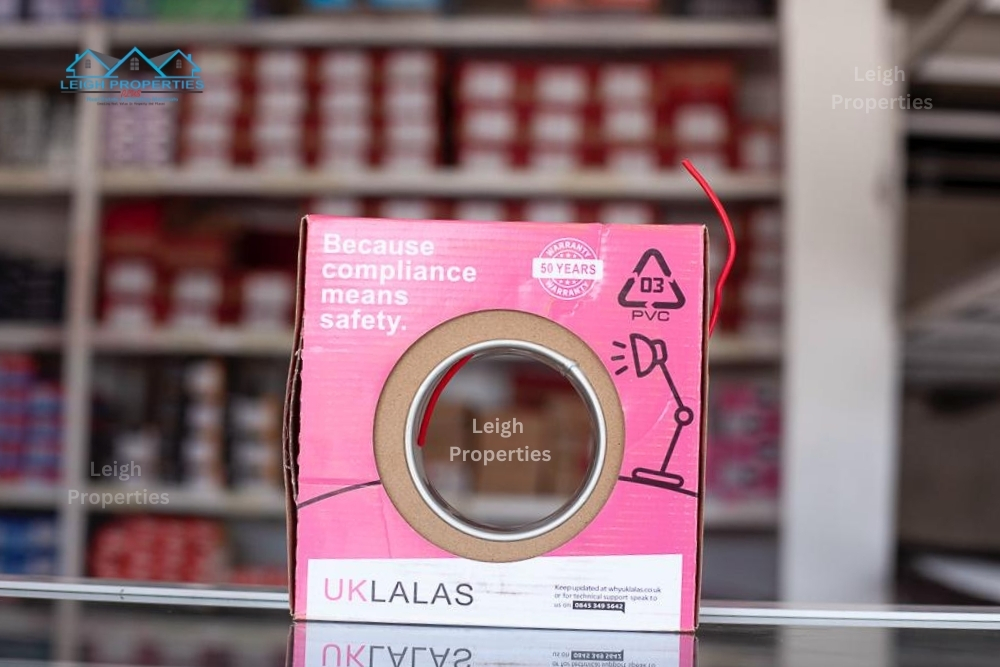 LEIGH PROPERTIES
Leigh
Properties
Because
compliance
means
safety.
WARRANTY
50 YEARS
WARRANTY
03
PVC
Leigh
Properties
Leigh
Properties
UKLALAS
Keep updated at whyuklalas.co.uk
or for technical support speak to
us on 0845 349 5642